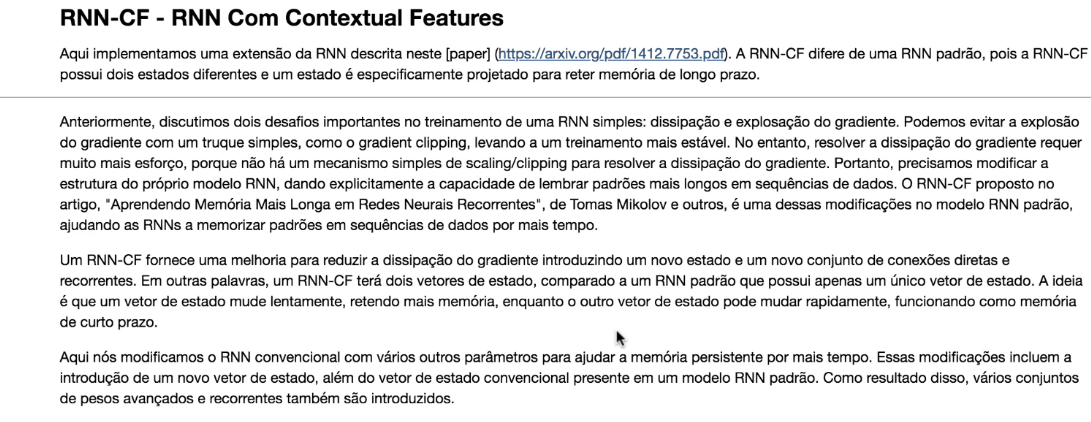 RNN-CF - RNN Com Contextual Features
Aqui implementamos uma extensão da RNN descrita neste [paper] (https://arxiv.org/pdf/1412.7753.pdf). A RNN-CF difere de uma RNN padrão, pois a RNN-CF
possui dois estados diferentes e um estado é especificamente projetado para reter memória de longo prazo.
Anteriormente, discutimos dois desafios importantes no treinamento de uma RNN simples: dissipação e explosação do gradiente. Podemos evitar a explosão
do gradiente com um truque simples, como o gradient clipping, levando a um treinamento mais estável. No entanto, resolver a dissipação do gradiente requer
muito mais esforço, porque não há um mecanismo simples de scaling/clipping para resolver a dissipação do gradiente. Portanto, precisamos modificar a
estrutura do próprio modelo RNN, dando explicitamente a capacidade de lembrar padrões mais longos em sequências de dados. O RNN-CF proposto no
artigo, "Aprendendo Memória Mais Longa em Redes Neurais Recorrentes", de Tomas Mikolov e outros, é uma dessas modificações no modelo RNN padrão,
ajudando as RNNs a memorizar padrões em sequências de dados por mais tempo.
Um RNN-CF fornece uma melhoria para reduzir a dissipação do gradiente introduzindo um novo estado e um novo conjunto de conexões diretas e
recorrentes. Em outras palavras, um RNN-CF terá dois vetores de estado, comparado a um RNN padrão que possui apenas um único vetor de estado. A ideia
é que um vetor de estado mude lentamente, retendo mais memória, enquanto o outro vetor de estado pode mudar rapidamente, funcionando como memória
de curto prazo.
Aqui nós modificamos o RNN convencional com vários outros parâmetros para ajudar a memória persistente por mais tempo. Essas modificações incluem a
introdução de um novo vetor de estado, além do vetor de estado convencional presente em um modelo RNN padrão. Como resultado disso, vários conjuntos
de pesos avançados e recorrentes também são introduzidos.